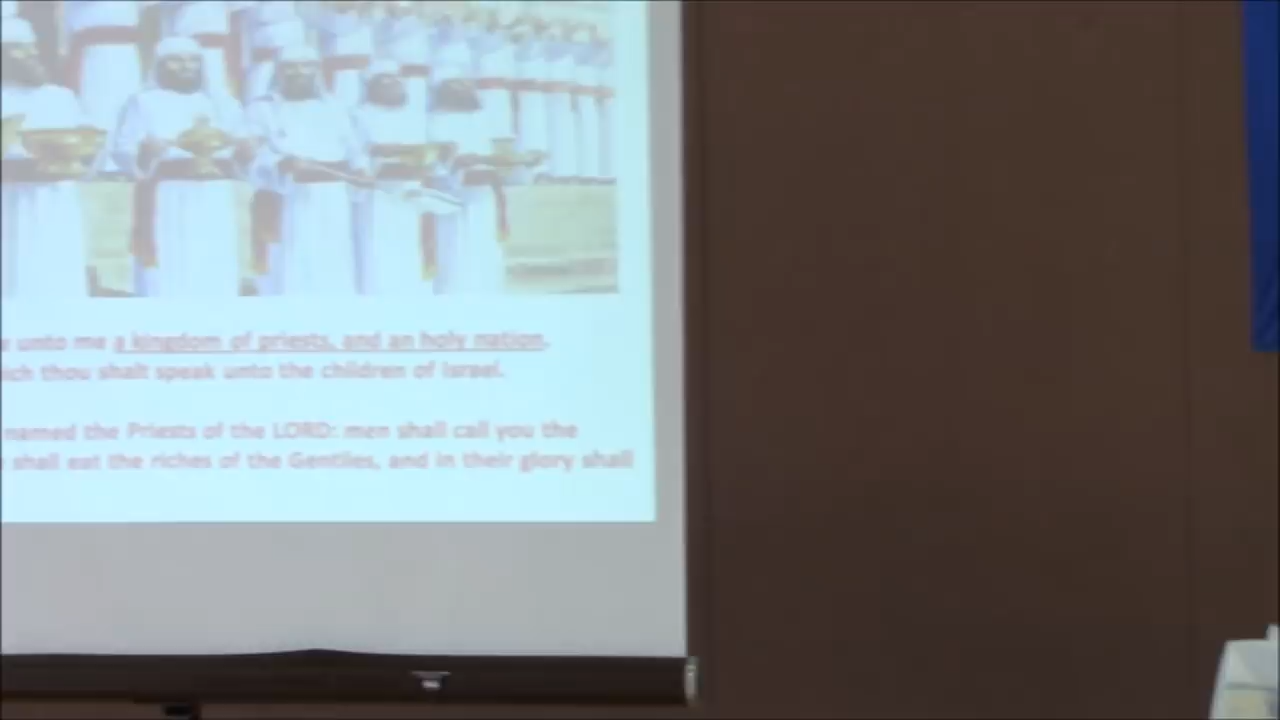 unto me a kingdom of priests, and an holy nation.
ich thou shalt speak unto the children of Israel.
named the Priests of the LORD: men shall call you the
shall eat the riches of the Gentiles, and in their glory shall